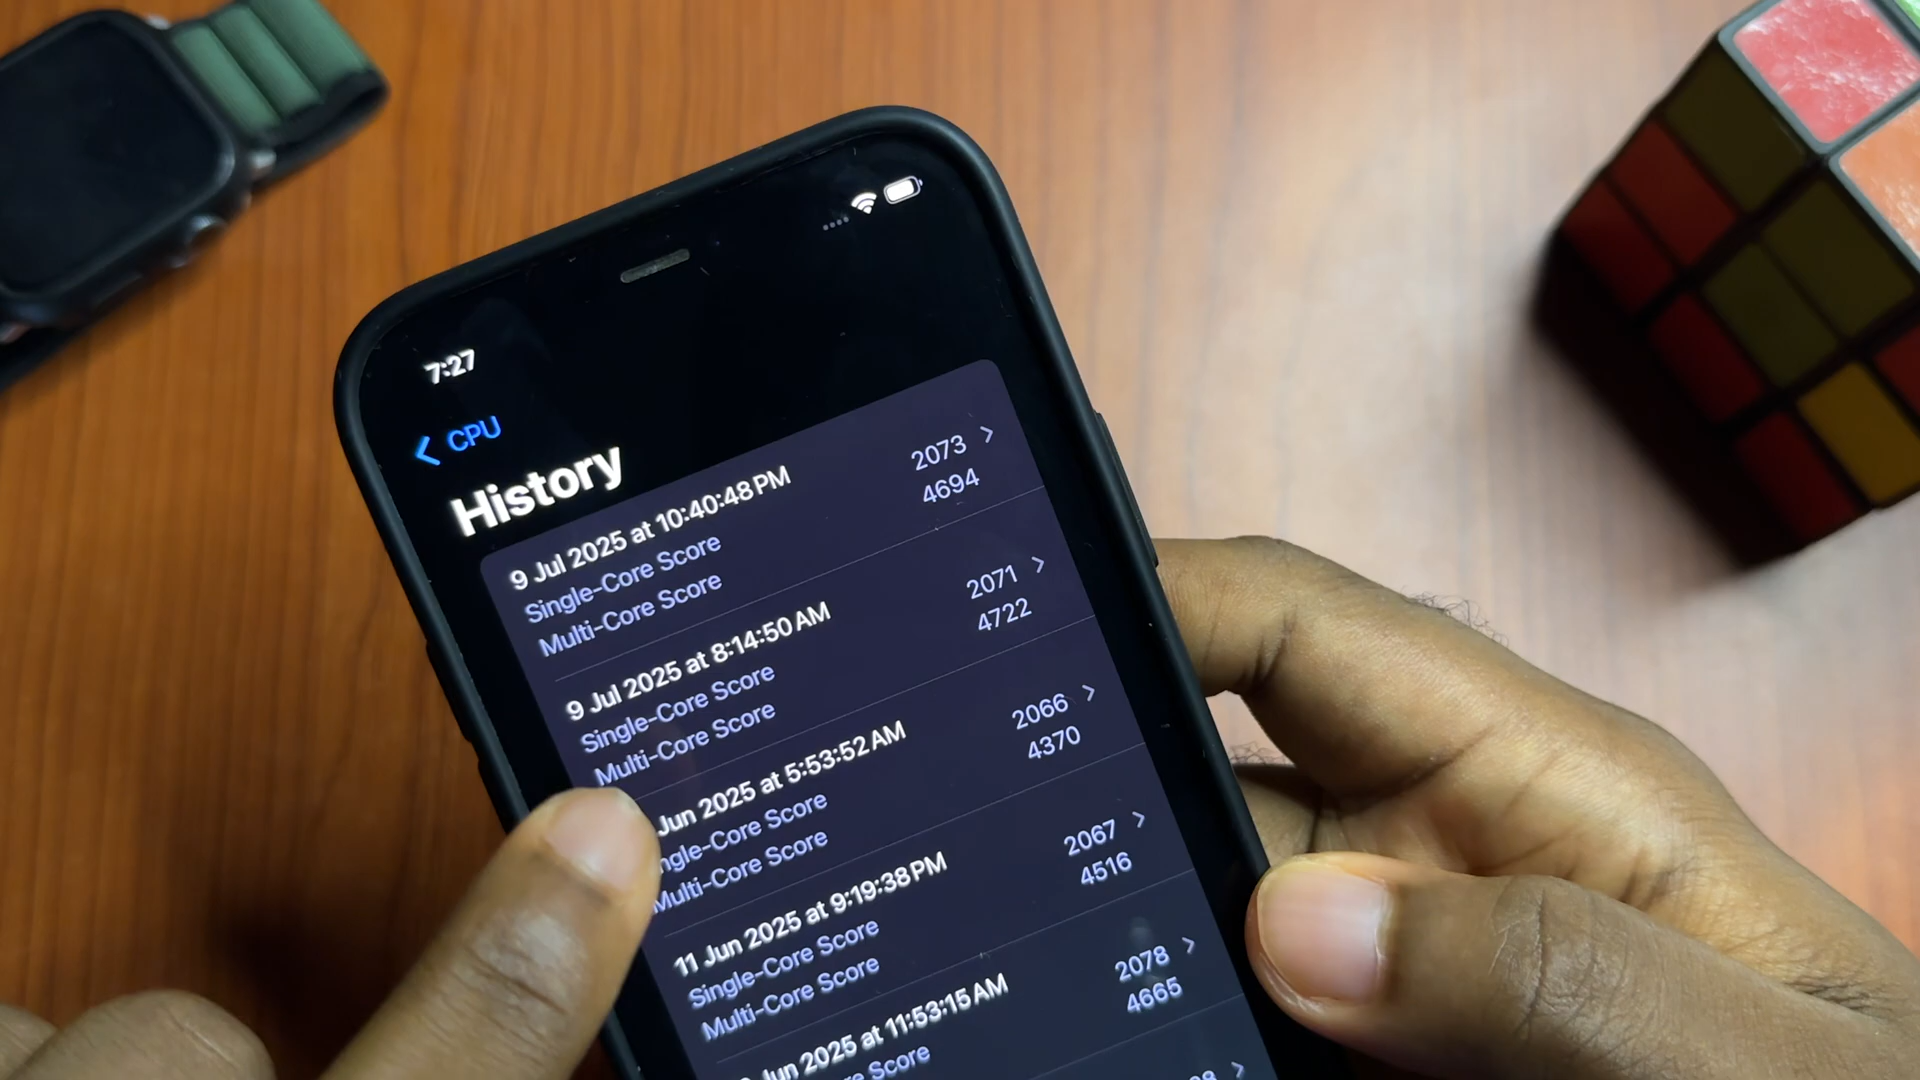 7:27
CPU
History
9 Jul 2025 at 10:40:48 PM
Single-Core Score 2073
Multi-Core Score 4694
9 Jul 2025 at 8:14:50 AM
Single-Core Score 2071
Multi-Core Score 4722
Jun 2025 at 5:53:52 AM
ngle-Core Score 2066
Multi-Core Score 4370
11 Jun 2025 at 9:19:38 PM
Single-Core Score 2067
Multi-Core Score 4516
Jun 2025 at 11:53:15 AM
Score 2078
4665